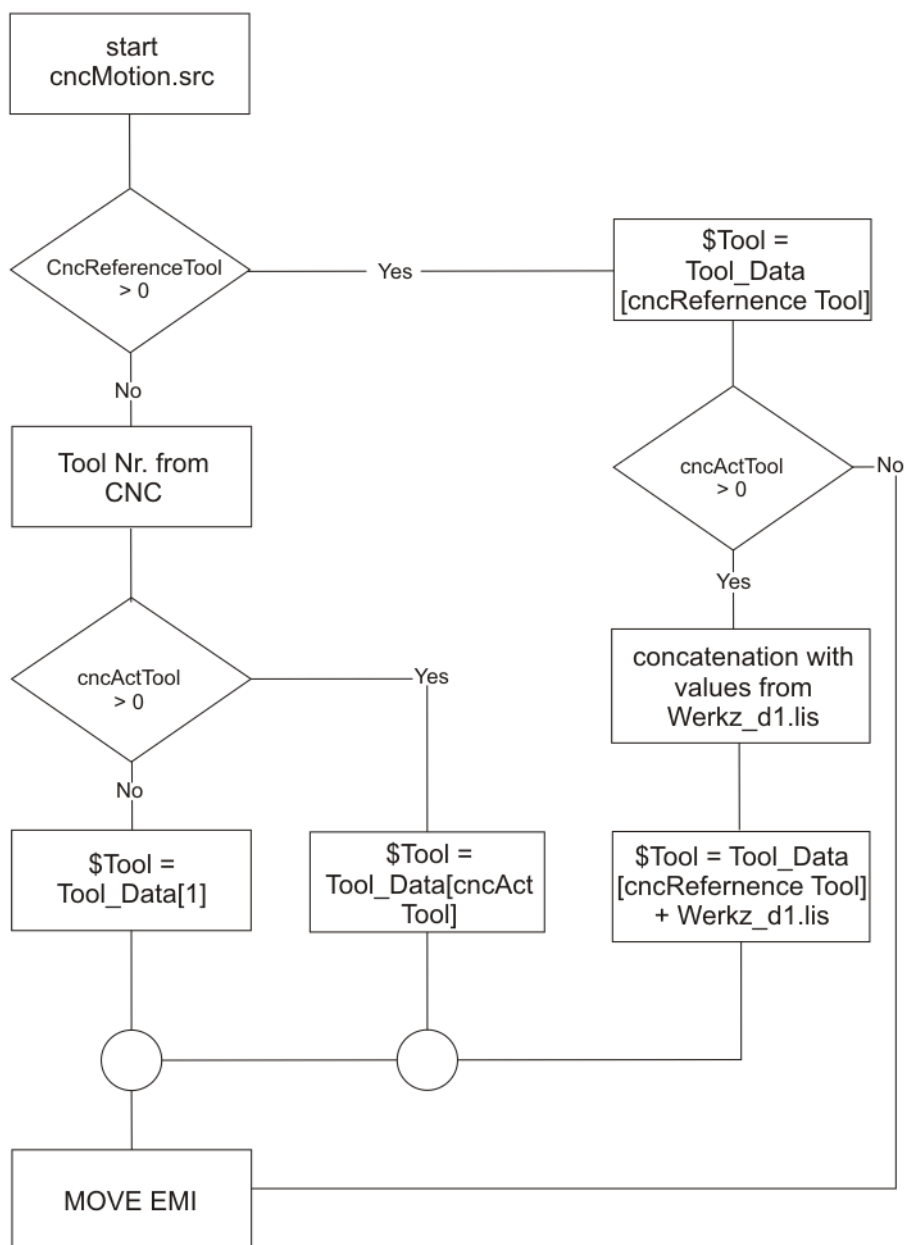 start
cncMotion.src
CncReferenceTool
> 0
Yes
$Tool =
Tool_Data
[cncRefernence Tool]
No
Tool Nr. from
CNC
cncActTool
> 0
No
Yes
concatenation with
values from
Werkz_d1.lis
cncActTool
> 0
Yes
No
$Tool =
Tool_Data[1]
$Tool =
Tool_Data[cncAct
Tool]
$Tool = Tool_Data
[cncRefernence Tool]
+ Werkz_d1.lis
MOVE EMI